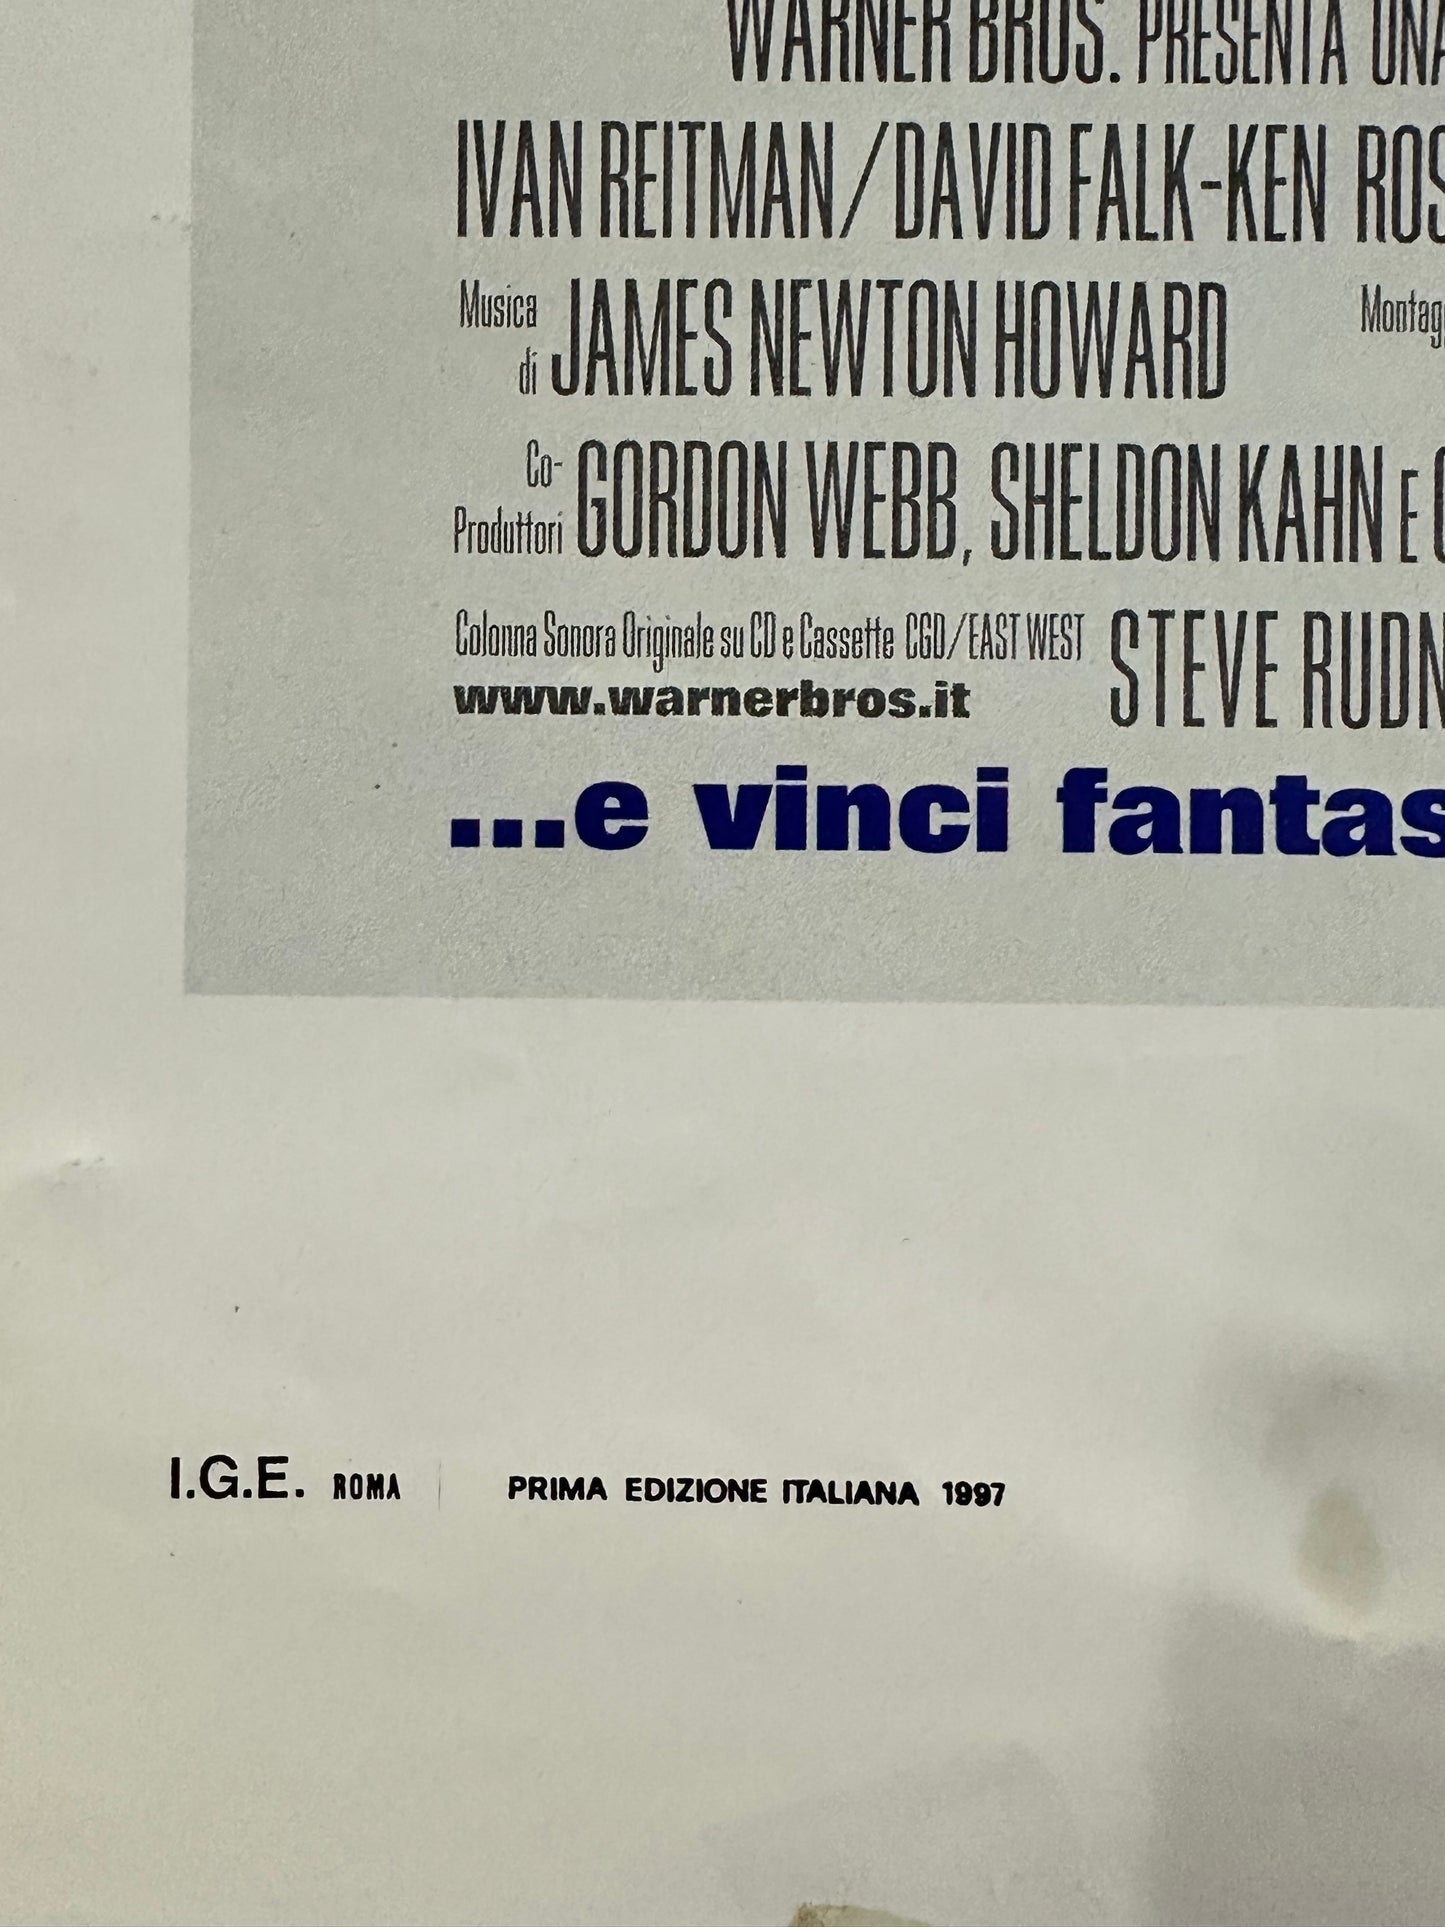 WARNER BROS. PRESENTA UNA
IVAN REITMAN/DAVID FALK-KEN
Musica di JAMES NEWTON HOWARD
Co-Produttori GORDON WEBB, SHELDON KAHN E
Colonna Sonora Originale su CD e Cassette CGD/EAST WEST STEVE
www.warnerbros.it
...e vinci
I.G.E. ROMA PRIMA EDIZIONE ITALIANA 1997